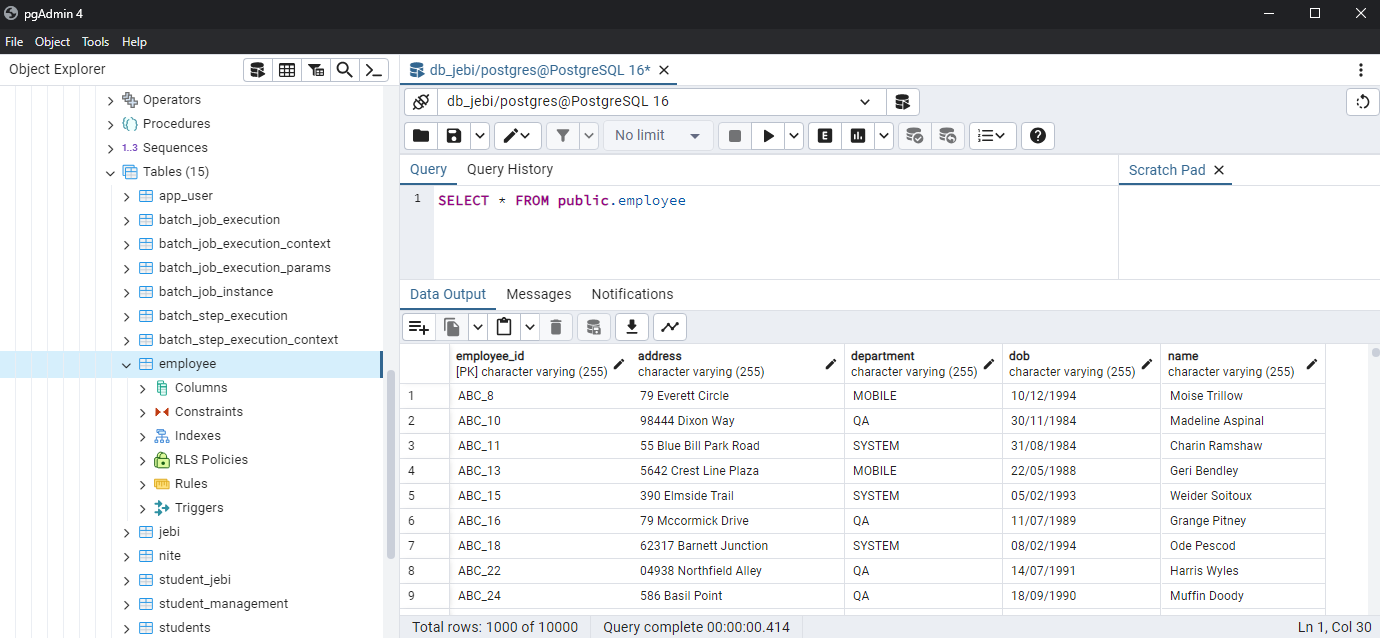 pgAdmin 4
File Object Tools Help
Object Explorer
Operators
Procedures
1..3 Sequences
Tables (15)
app_user
batch_job_execution
batch_job_execution_context
batch_job_execution_params
batch_job_instance
batch_step_execution
batch_step_execution_context
employee
Columns
Constraints
Indexes
RLS Policies
Rules
Triggers
jebi
nite
student_jebi
student_management
students
db_jebi/postgres@PostgreSQL 16*
db_jebi/postgres@PostgreSQL 16
No limit
E
Query Query History
Scratch Pad
1 SELECT * FROM public.employee
Data Output Messages Notifications
employee_id address department dob name
[PK] character varying (255) character varying (255) character varying (255) character varying (255) character varying (255)
1 ABC_8 79 Everett Circle MOBILE 10/12/1994 Moise Trillow
2 ABC_10 98444 Dixon Way QA 30/11/1984 Madeline Aspinal
3 ABC_11 55 Blue Bill Park Road SYSTEM 31/08/1984 Charin Ramshaw
4 ABC_13 5642 Crest Line Plaza MOBILE 22/05/1988 Geri Bendley
5 ABC_15 390 Elmside Trail SYSTEM 05/02/1993 Weider Soitoux
6 ABC_16 79 Mccormick Drive QA 11/07/1989 Grange Pitney
7 ABC_18 62317 Barnett Junction SYSTEM 08/02/1994 Ode Pescod
8 ABC_22 04938 Northfield Alley QA 14/07/1991 Harris Wyles
9 ABC_24 586 Basil Point QA 18/09/1990 Muffin Doody
Total rows: 1000 of 10000 Query complete 00:00:00.414 Ln 1, Col 30